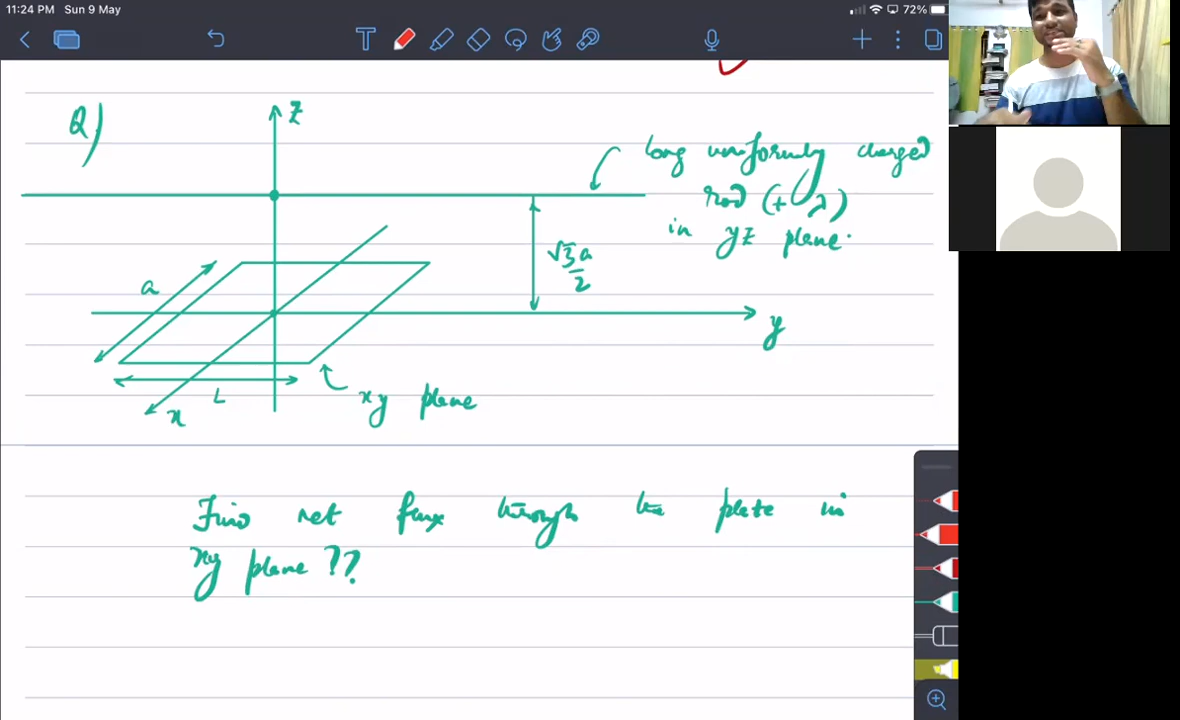 11:24 PM Sun 9 May
72%
Q)
z
long uniformly charged
rod (+λ)
in yz plane.
√3a
2
a
y
L
x
xy plane
Find net flux through the plate in
xy plane ??